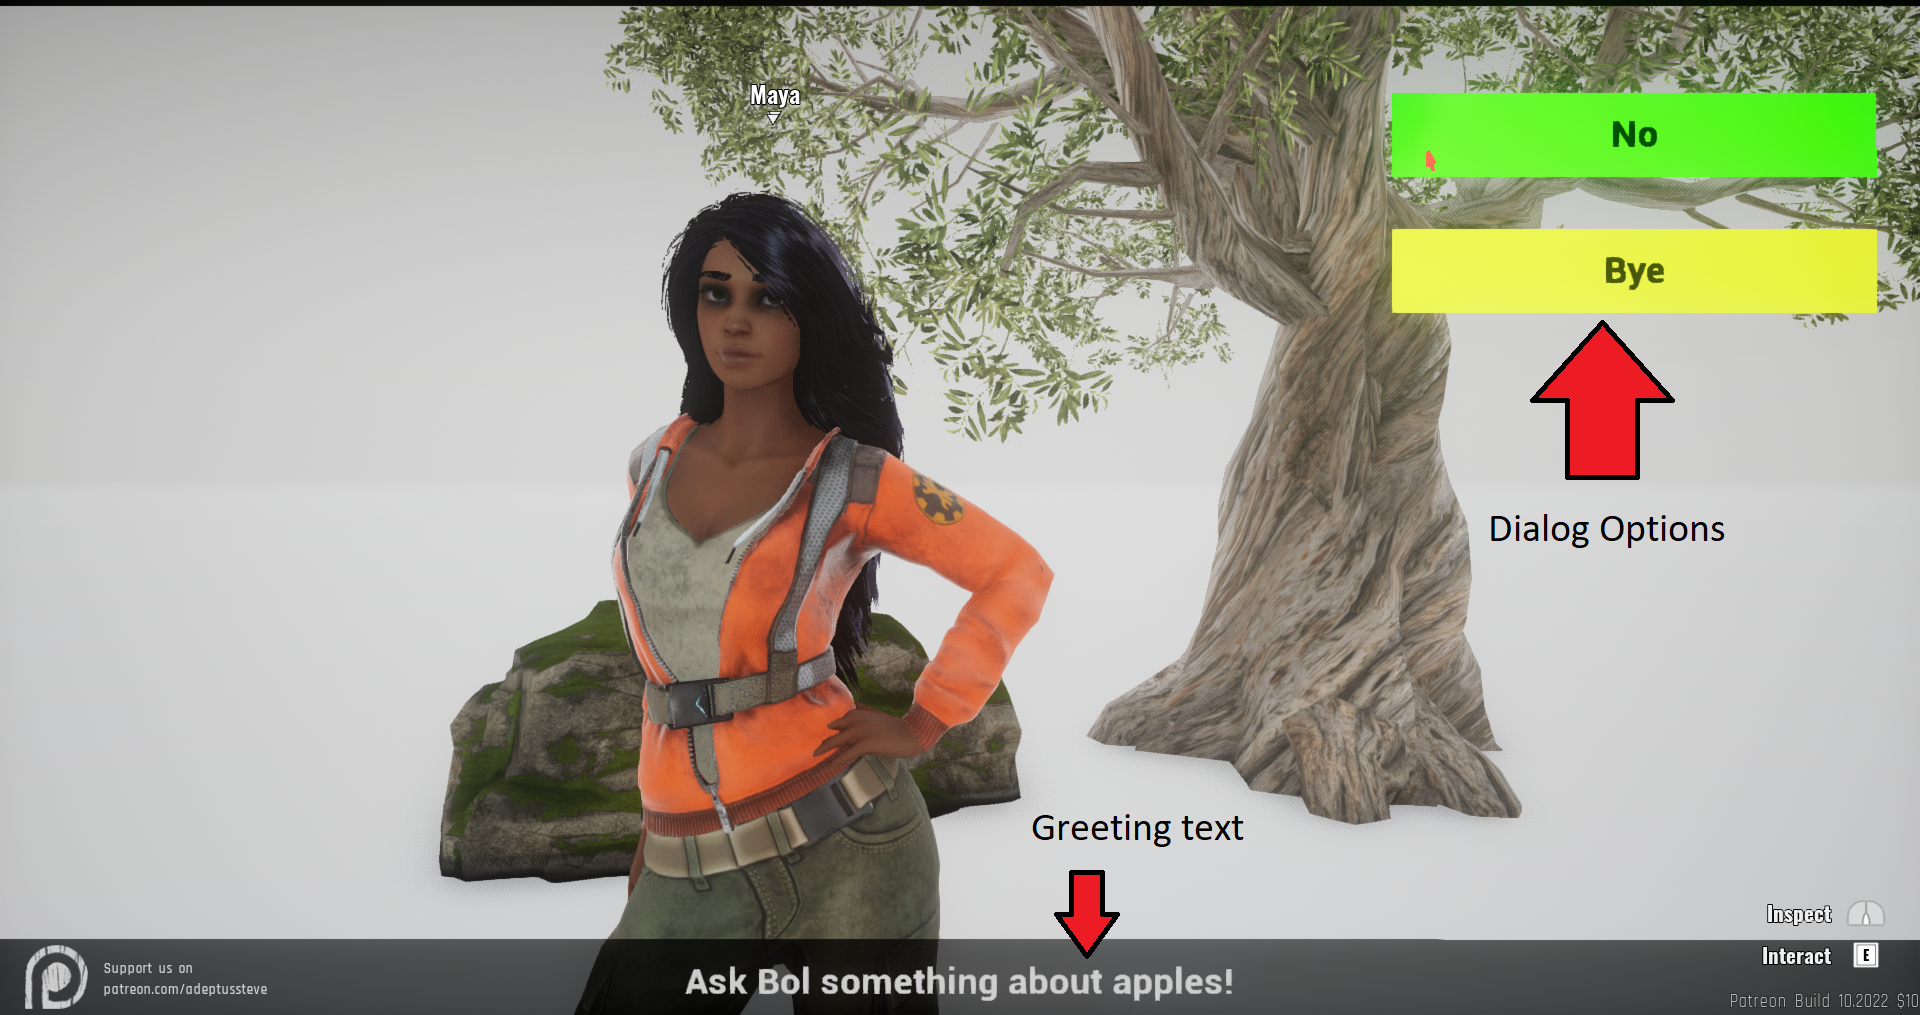 Maya
No
Bye
Dialog Options
Greeting text
Inspect
Interact E
Support us on
patreon.com/adeptussteve
Ask Bol something about apples!
Patreon Build 10.2022 $10